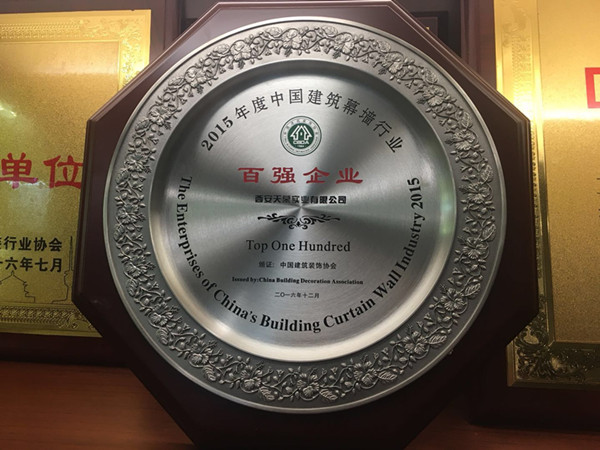 2015年度中国建筑幕墙行业
CBDA
百强企业
Top One Hundred
颁证：中国建筑装饰协会
Issued by:China Building Decoration Association
二〇一六年十二月
The Enterprises of China's Building Curtain Wall Industry 2015
单位
行业协会
十六年七月